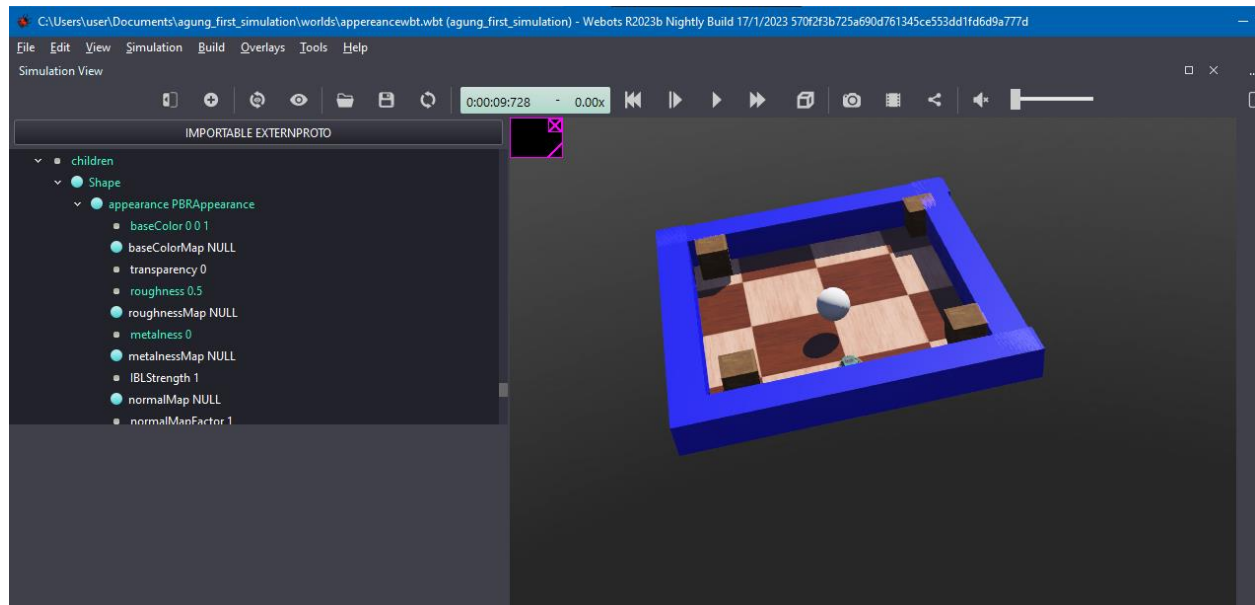 C:\Users\user\Documents\agung_first_simulation\worlds\appereancewbt.wbt (agung_first_simulation) - Webots R2023b Nightly Build 17/1/2023 570f2f3b725a690d761345ce553dd1fd6d9a777d
File Edit View Simulation Build Overlays Tools Help
Simulation View
0:00:09:728 - 0.00x
IMPORTABLE EXTERNPROTO
children
Shape
appearance PBRAppearance
baseColor 0 0 1
baseColorMap NULL
transparency 0
roughness 0.5
roughnessMap NULL
metalness 0
metalnessMap NULL
IBLStrength 1
normalMap NULL
normalMapFactor 1